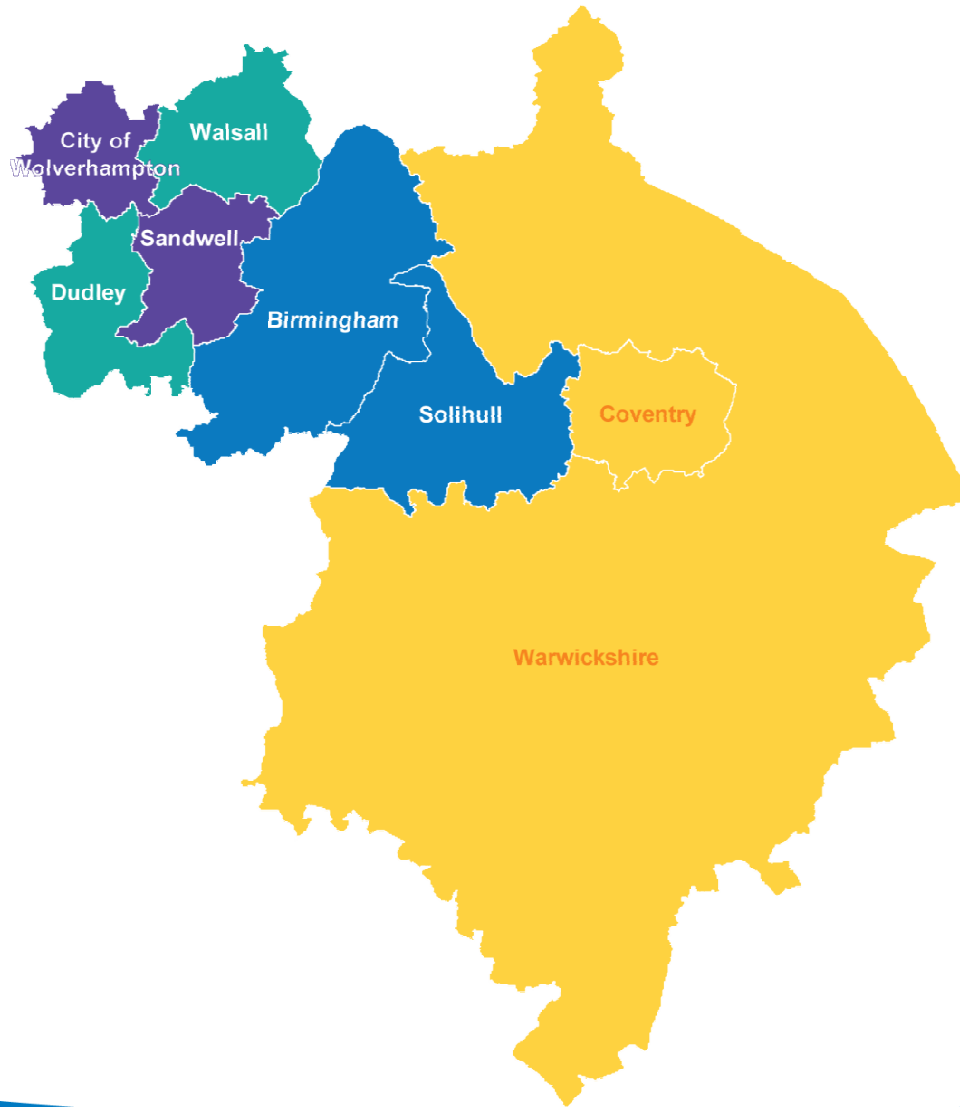 City of
Wolverhampton
Walsall
Sandwell
Dudley
Birmingham
Solihull
Coventry
Warwickshire